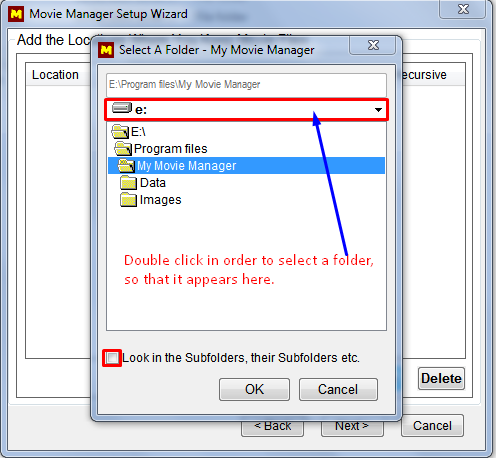 Movie Manager Setup Wizard
Add the
Select A Folder - My Movie Manager
Location
E:\Program files\My Movie Manager
e:
E:\
Program files
My Movie Manager
Data
Images
Double click in order to select a folder,
so that it appears here.
Look in the Subfolders, their Subfolders etc.
OK
Cancel
Delete
< Back
Next >
Cancel